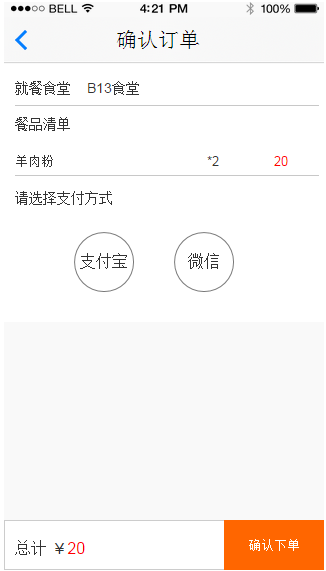 BELL 4:21 PM 100%
确认订单
就餐食堂 B13食堂
餐品清单
羊肉粉 *2 20
请选择支付方式
支付宝 微信
总计 ￥20 确认下单